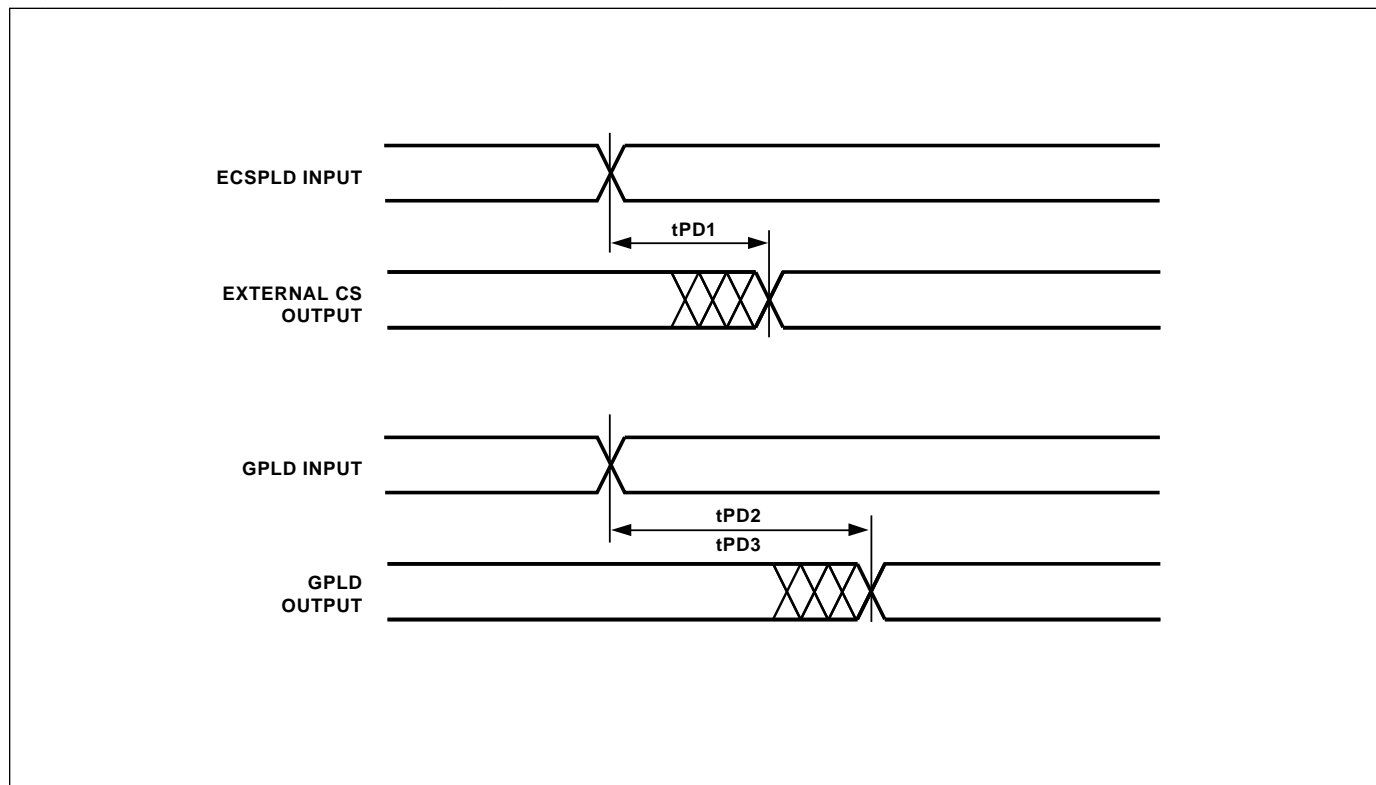 ECSPLD INPUT
tPD1
EXTERNAL CS
OUTPUT
GPLD INPUT
tPD2
tPD3
GPLD
OUTPUT